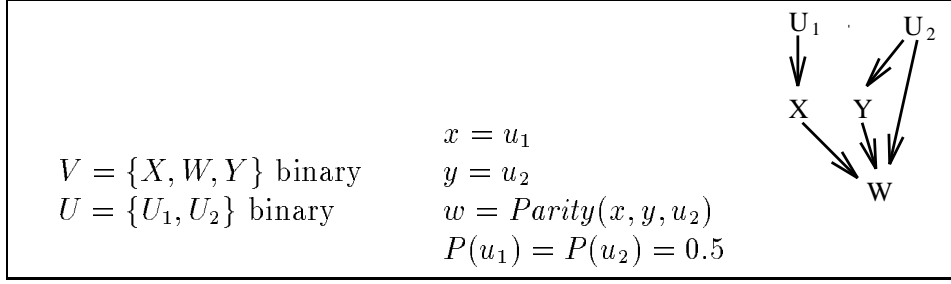 U₁ U₂
X Y
W
x = u₁
V = {X, W, Y} binary y = u₂
U = {U₁, U₂} binary w = Parity(x, y, u₂)
P(u₁) = P(u₂) = 0.5